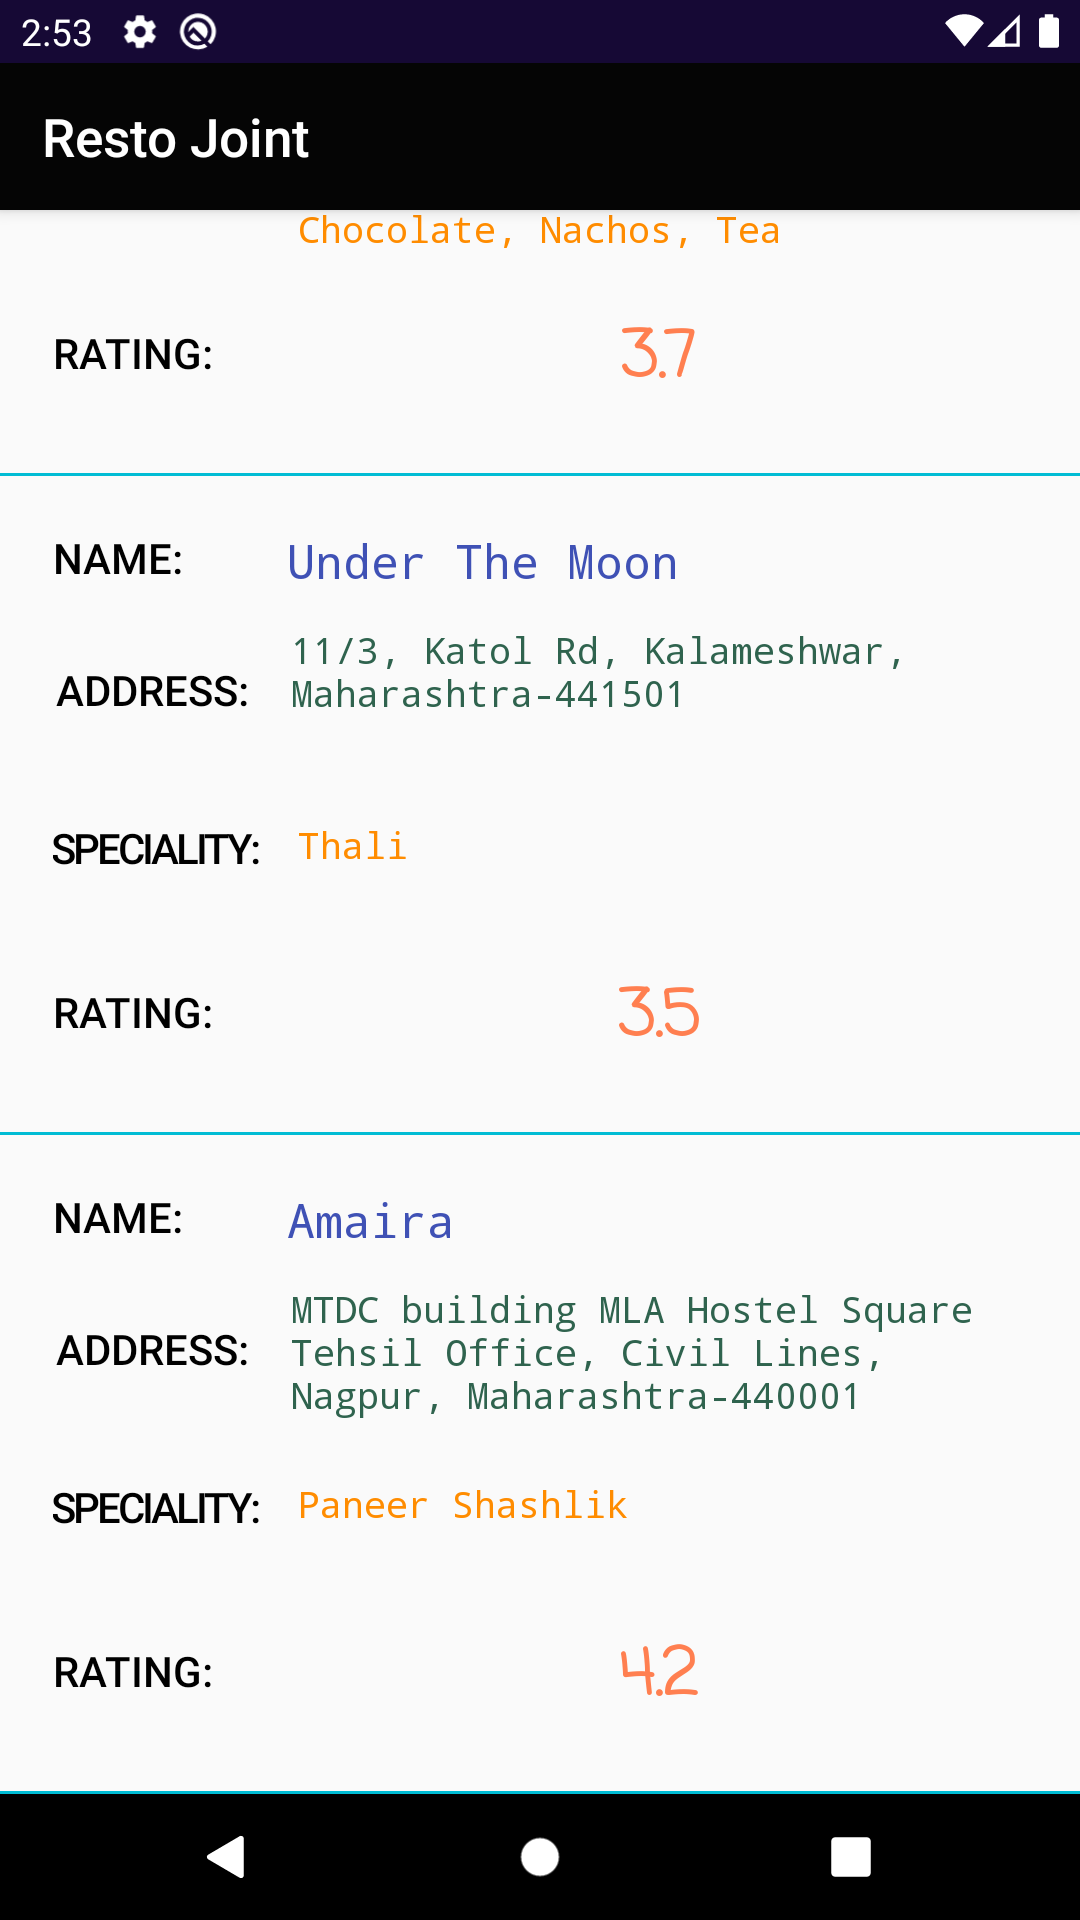 2:53
Resto Joint
Chocolate, Nachos, Tea
RATING: 3.7
NAME: Under The Moon
ADDRESS: 11/3, Katol Rd, Kalameshwar,
Maharashtra-441501
SPECIALITY: Thali
RATING: 3.5
NAME: Amaira
ADDRESS: MTDC building MLA Hostel Square
Tehsil Office, Civil Lines,
Nagpur, Maharashtra-440001
SPECIALITY: Paneer Shashlik
RATING: 4.2